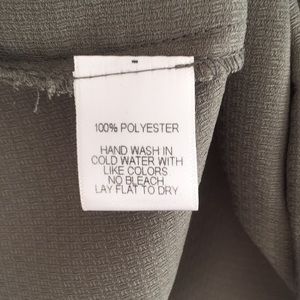 100% POLYESTER
HAND WASH IN
COLD WATER WITH
LIKE COLORS
NO BLEACH
LAY FLAT TO DRY